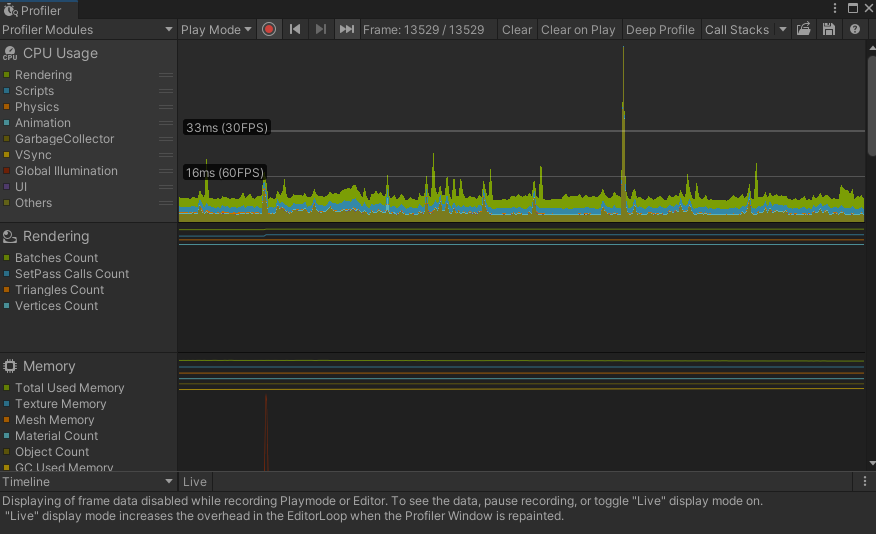 Profiler
Profiler Modules
Play Mode
Frame: 13529 / 13529
Clear
Clear on Play
Deep Profile
Call Stacks
CPU Usage
CPU
Rendering
Scripts
Physics
Animation
GarbageCollector
VSync
Global Illumination
UI
Others
33ms (30FPS)
16ms (60FPS)
Rendering
Batches Count
SetPass Calls Count
Triangles Count
Vertices Count
Memory
Total Used Memory
Texture Memory
Mesh Memory
Material Count
Object Count
GC Used Memory
Timeline
Live
Displaying of frame data disabled while recording Playmode or Editor. To see the data, pause recording, or toggle "Live" display mode on.
"Live" display mode increases the overhead in the EditorLoop when the Profiler Window is repainted.